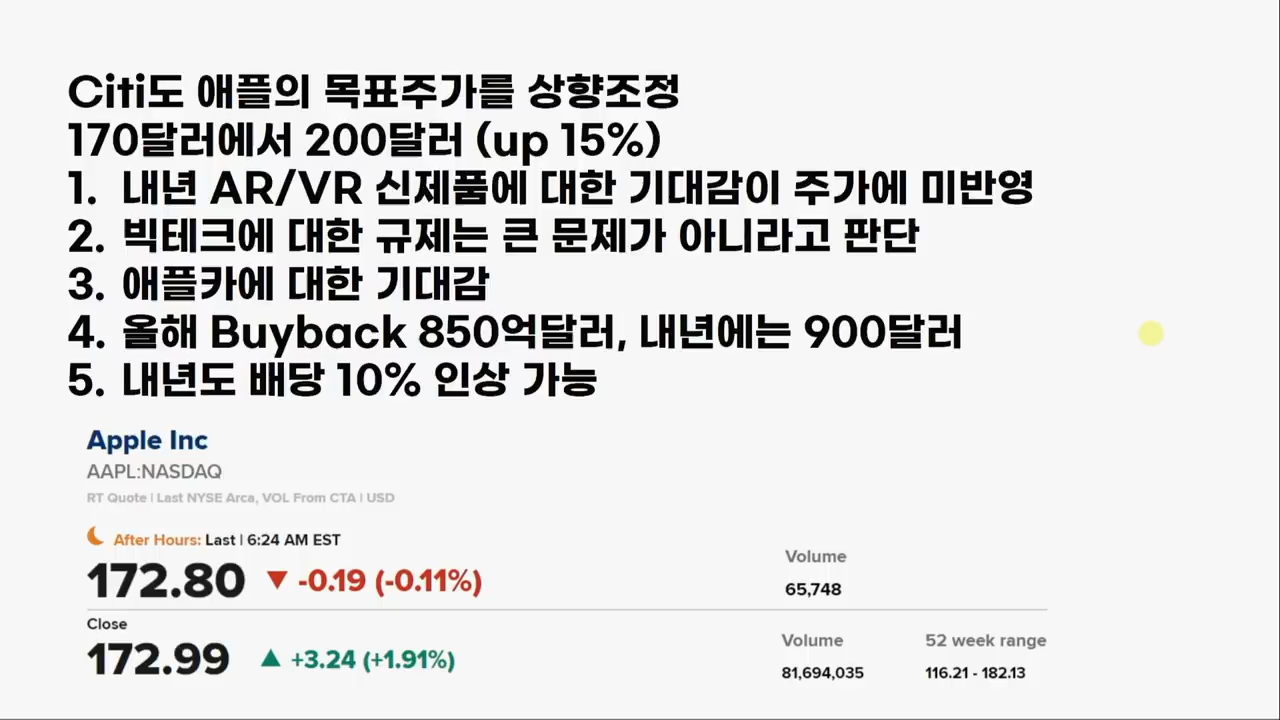 Citi도 애플의 목표주가를 상향조정
170달러에서 200달러 (up 15%)
1. 내년 AR/VR 신제품에 대한 기대감이 주가에 미반영
2. 빅테크에 대한 규제는 큰 문제가 아니라고 판단
3. 애플카에 대한 기대감
4. 올해 Buyback 850억달러, 내년에는 900달러
5. 내년도 배당 10% 인상 가능
Apple Inc
AAPL:NASDAQ
RT Quote | Last NYSE Arca, VOL From CTA | USD
After Hours: Last | 6:24 AM EST
172.80 ▼ -0.19 (-0.11%)
Volume
65,748
Close
172.99 ▲ +3.24 (+1.91%)
Volume
81,694,035
52 week range
116.21 - 182.13